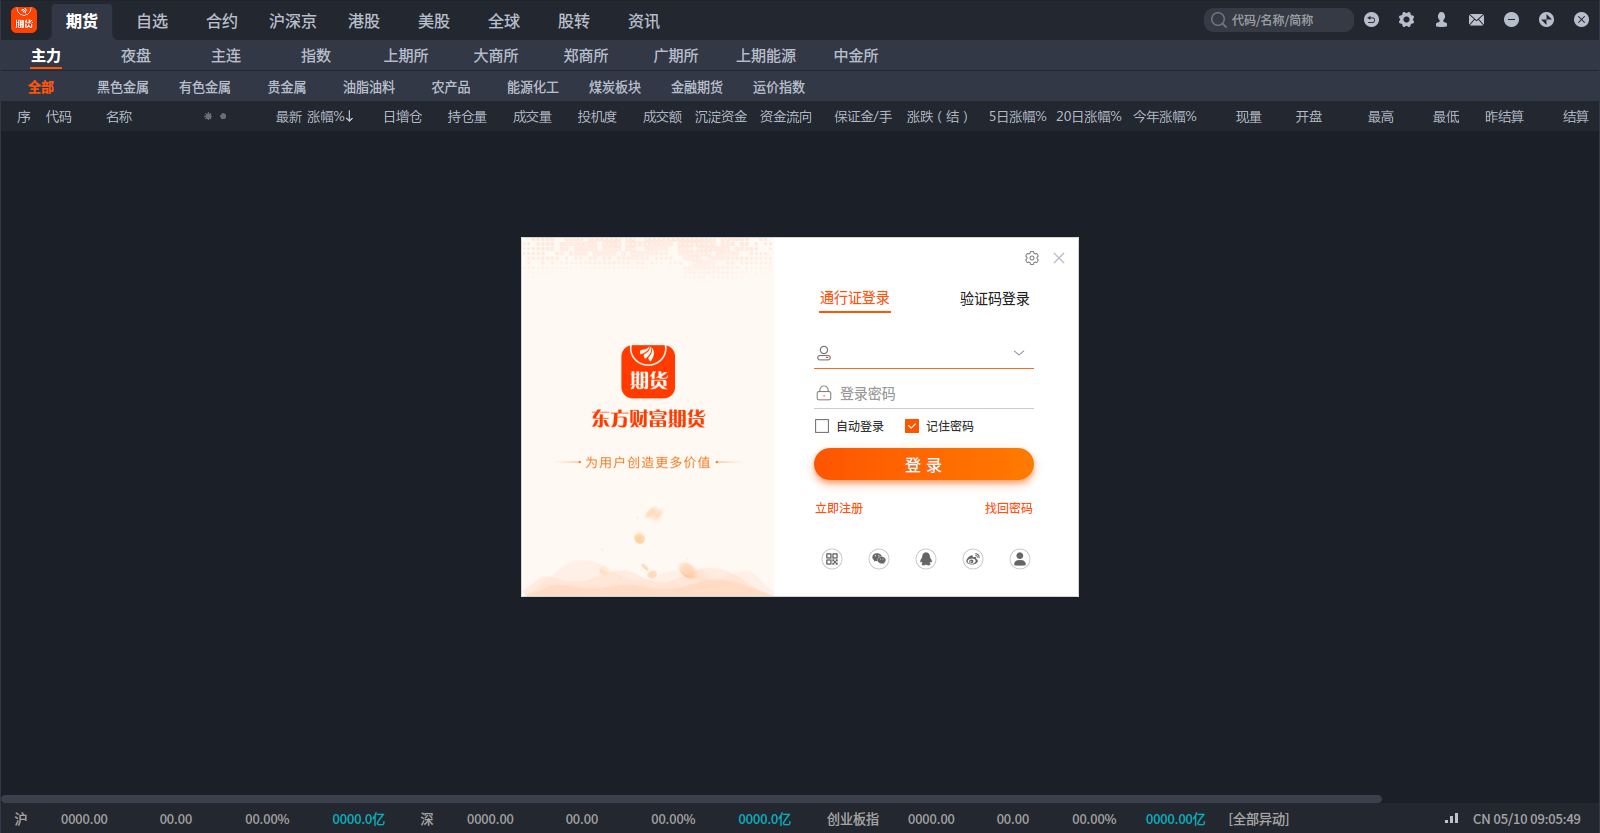 期货 期货 自选 合约 沪深京 港股 美股 全球 股转 资讯 代码/名称/简称
主力 夜盘 主连 指数 上期所 大商所 郑商所 广期所 上期能源 中金所
全部 黑色金属 有色金属 贵金属 油脂油料 农产品 能源化工 煤炭板块 金融期货 运价指数
序 代码 名称 最新 涨幅%↓ 日增仓 持仓量 成交量 投机度 成交额 沉淀资金 资金流向 保证金/手 涨跌（结） 5日涨幅% 20日涨幅% 今年涨幅% 现量 开盘 最高 最低 昨结算 结算
期货
东方财富期货
为用户创造更多价值
通行证登录 验证码登录
登录密码
自动登录 记住密码
登 录
立即注册 找回密码
沪 0000.00 00.00 00.00% 0000.0亿 深 0000.00 00.00 00.00% 0000.0亿 创业板指 0000.00 00.00 00.00% 0000.00亿 [全部异动] CN 05/10 09:05:49